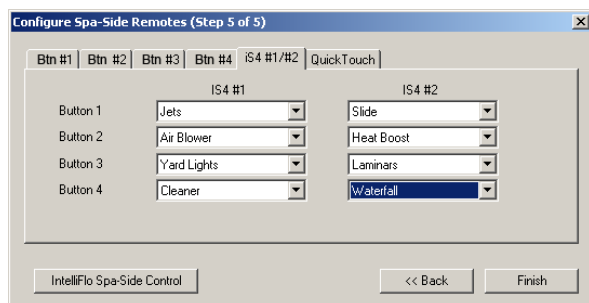 Configure Spa-Side Remotes (Step 5 of 5)
Btn #1 Btn #2 Btn #3 Btn #4 iS4 #1/#2 QuickTouch
IS4 #1 IS4 #2
Button 1 Jets Slide
Button 2 Air Blower Heat Boost
Button 3 Yard Lights Laminars
Button 4 Cleaner Waterfall
IntelliFlo Spa-Side Control << Back Finish